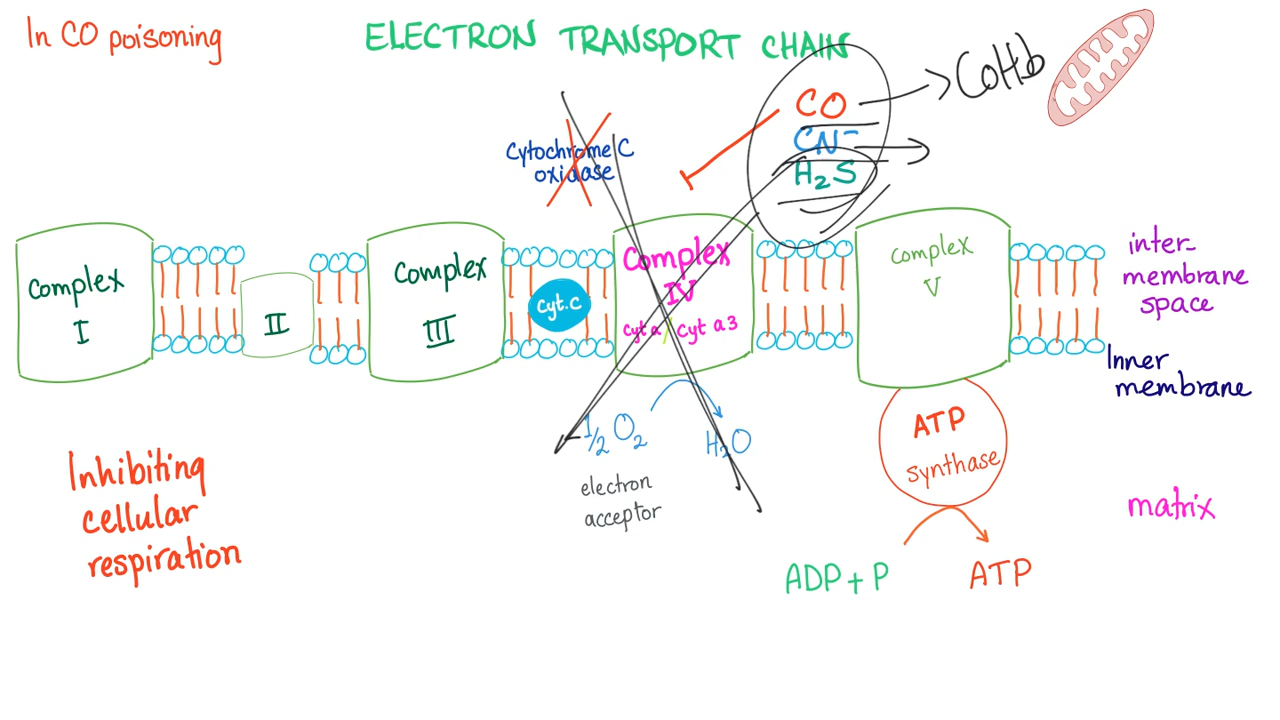 In CO poisoning
ELECTRON TRANSPORT CHAIN
CO
COHb
CN⁻
H₂S
Cytochrome C
oxidase
Complex
I
II
Complex
III
Cyt.c
Complex
IV
Cyt a / Cyt a3
Complex
V
inter-
membrane
space
Inner
membrane
½ O₂
H₂O
electron
acceptor
ATP
synthase
Inhibiting
cellular
respiration
matrix
ADP + P
ATP